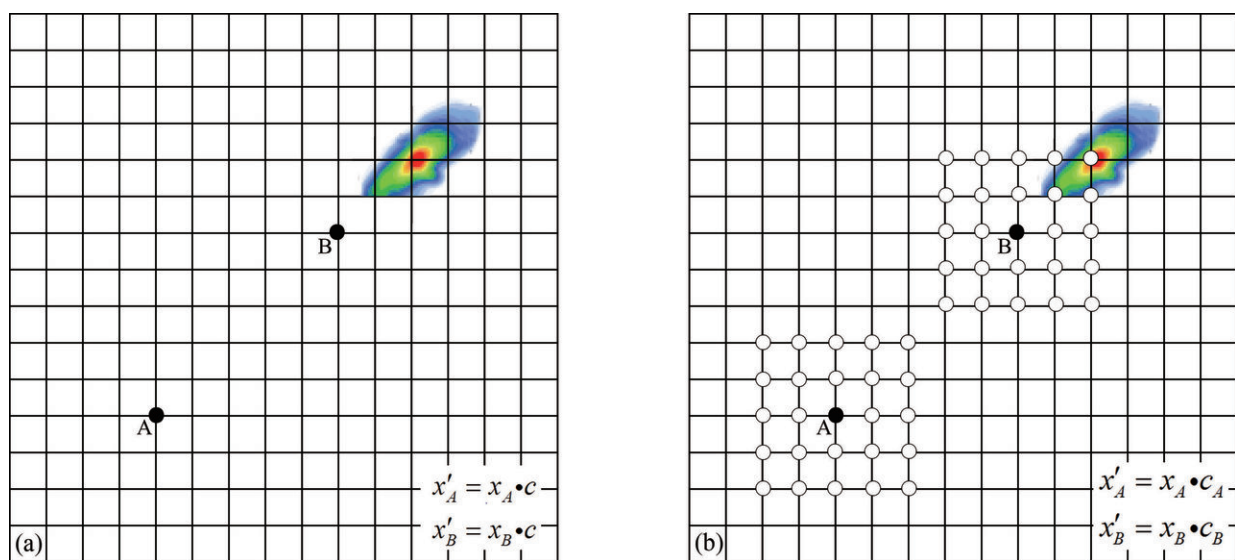 B
A
x′_A = x_A•c
x′_B = x_B•c
(a)
B
A
x′_A = x_A•c_A
x′_B = x_B•c_B
(b)